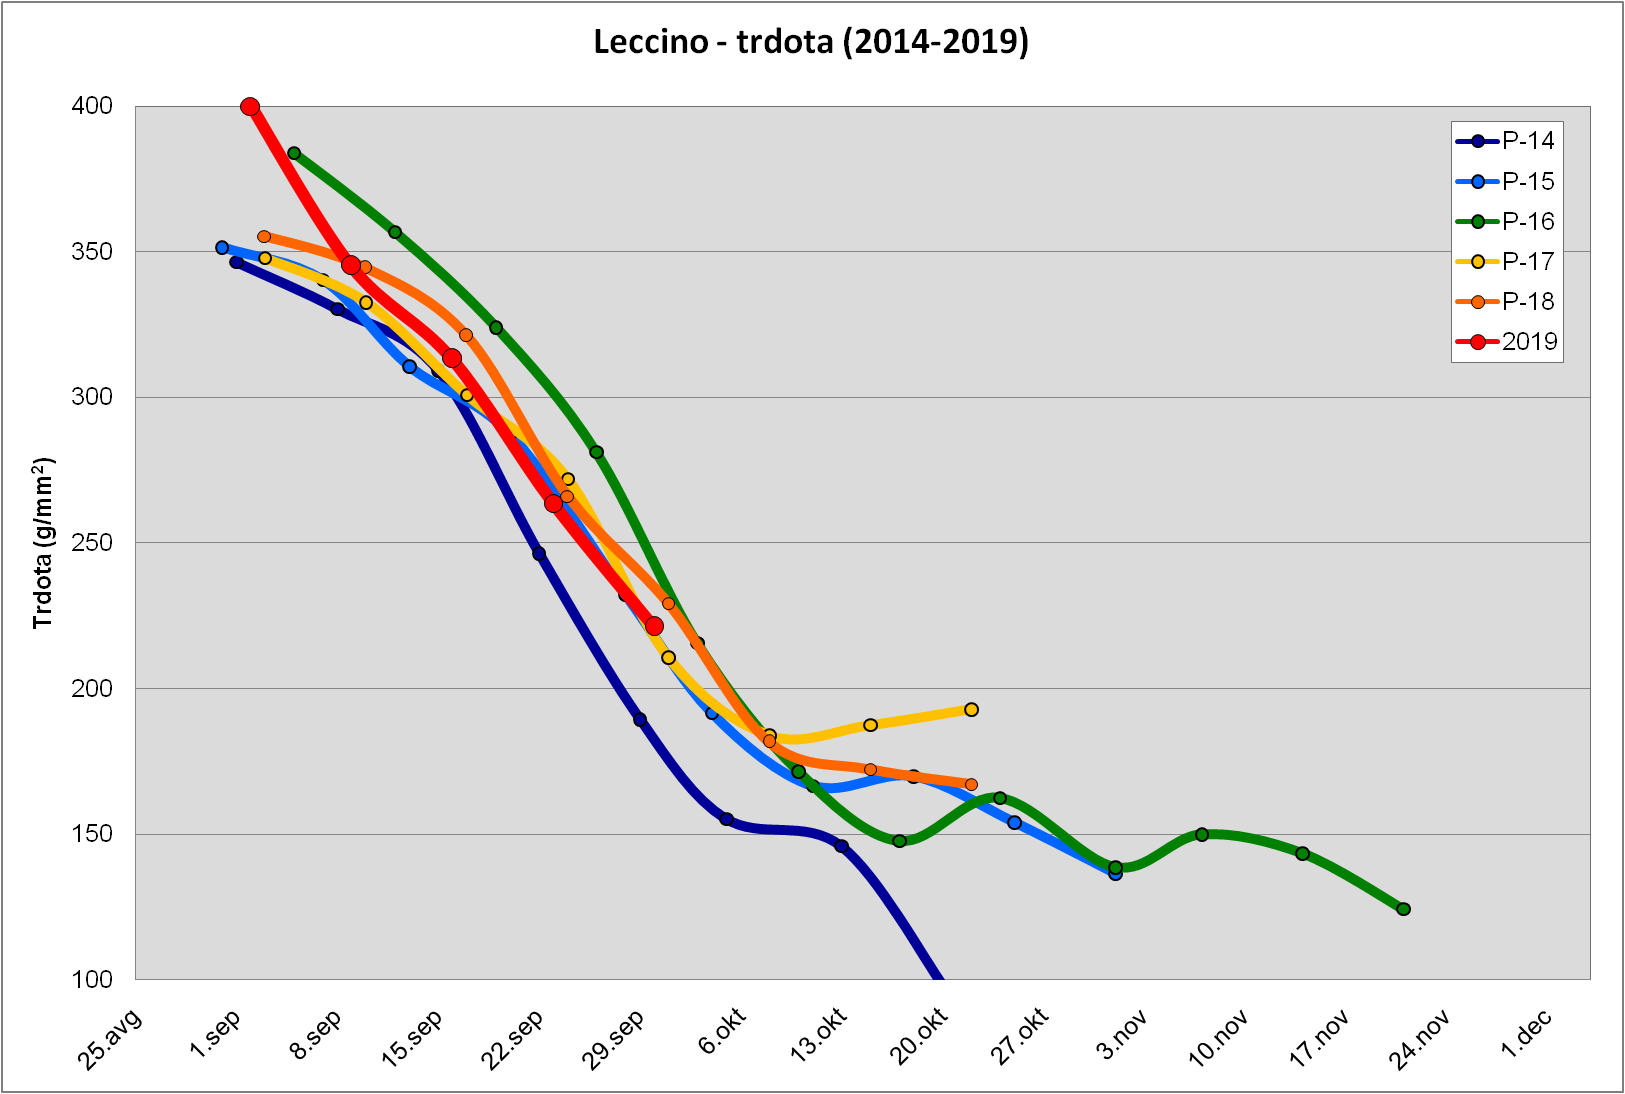 Leccino - trdota (2014-2019)
Trdota (g/mm²)
400
350
300
250
200
150
100
25.avg
1.sep
8.sep
15.sep
22.sep
29.sep
6.okt
13.okt
20.okt
27.okt
3.nov
10.nov
17.nov
24.nov
1.dec
P-14
P-15
P-16
P-17
P-18
2019